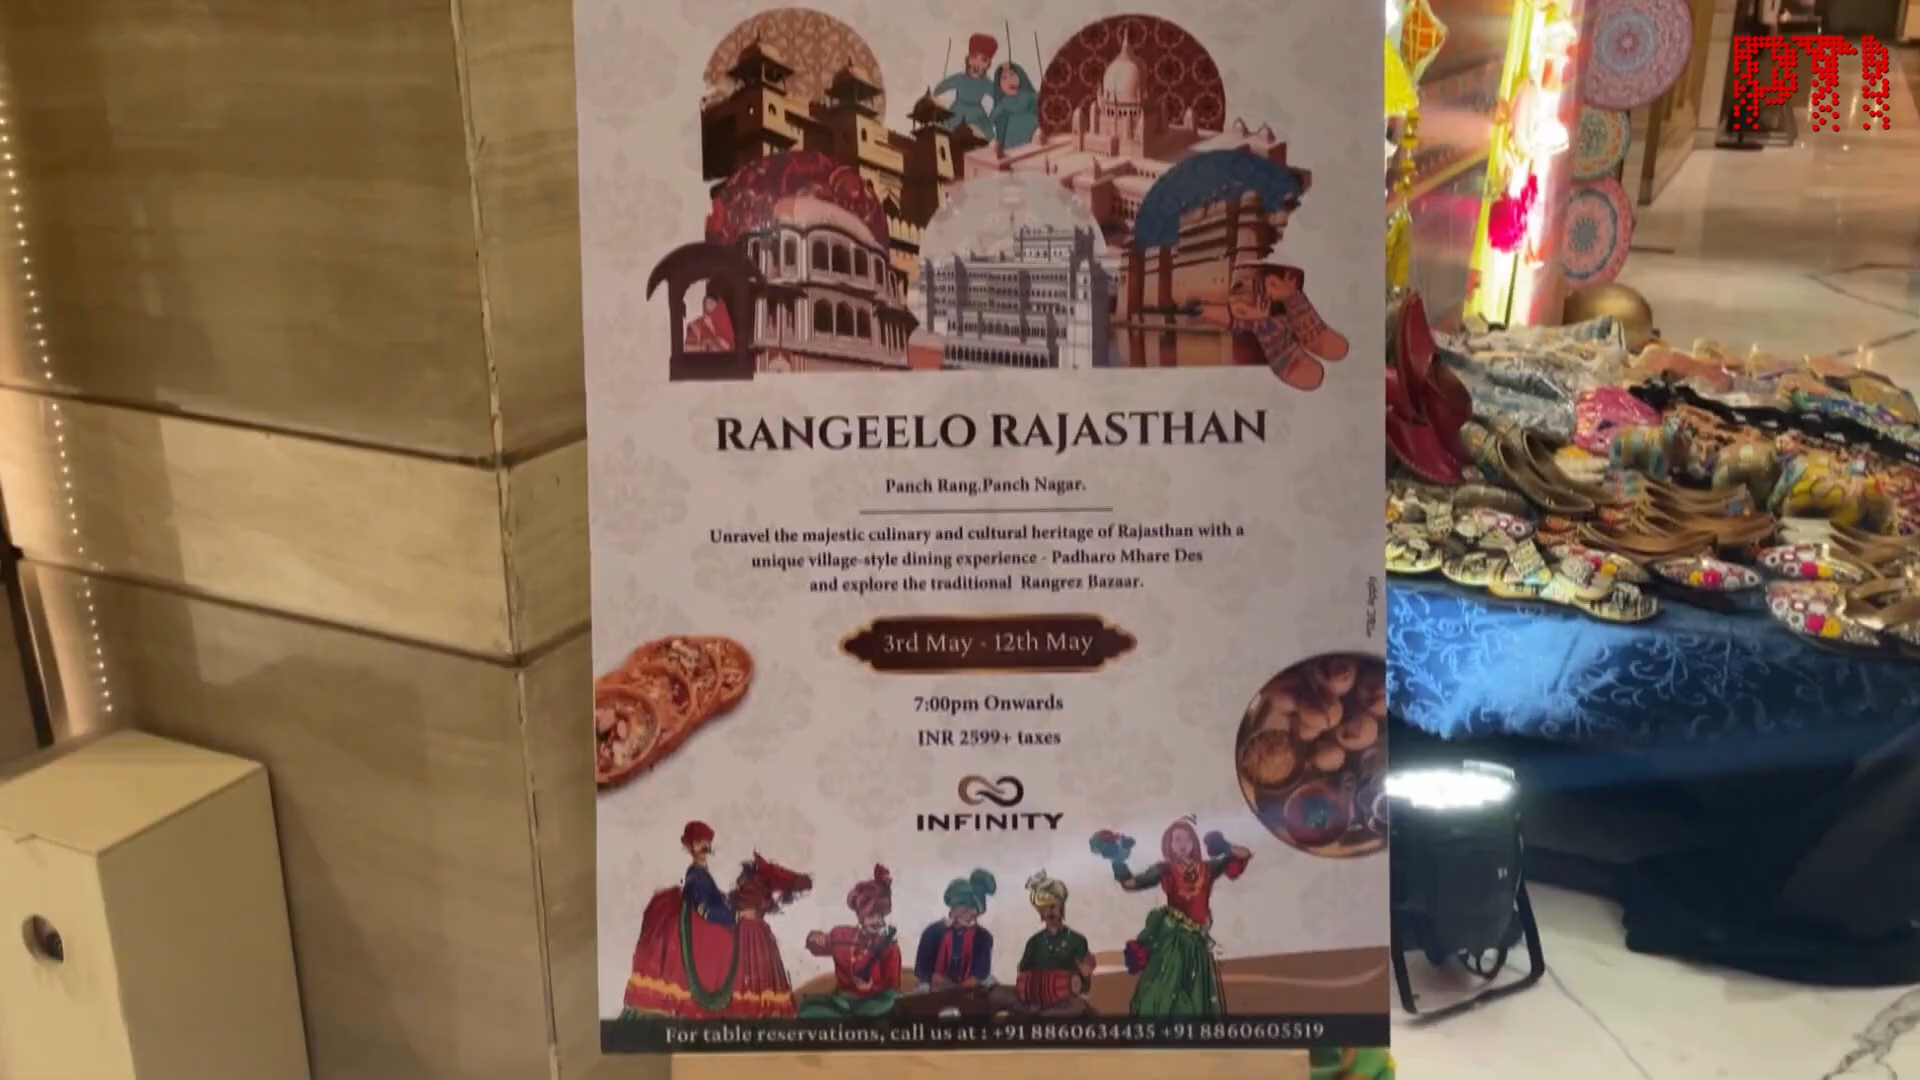 PTI
RANGEELO RAJASTHAN
Panch Rang.Panch Nagar.
Unravel the majestic culinary and cultural heritage of Rajasthan with a
unique village-style dining experience - Padharo Mhare Des
and explore the traditional Rangrez Bazaar.
3rd May - 12th May
7:00pm Onwards
INR 2599+ taxes
INFINITY
For table reservations, call us at : +91 8860634435 +91 8860605519